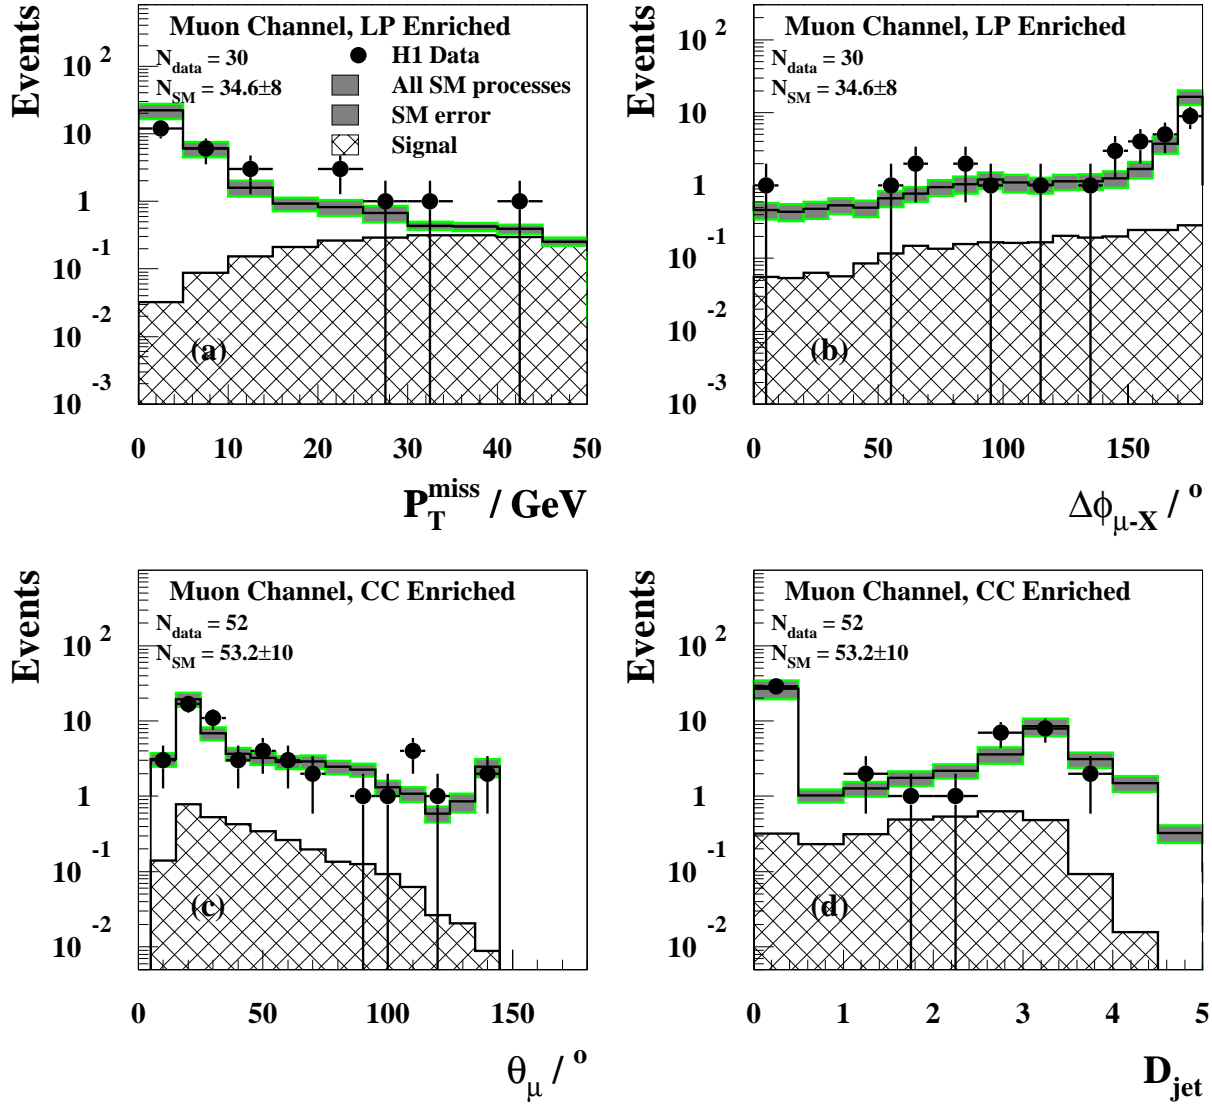 Events
Muon Channel, LP Enriched
N_data = 30
N_SM = 34.6±8
H1 Data
All SM processes
SM error
Signal
(a)
10^2
10
1
10^-1
10^-2
10^-3
0 10 20 30 40 50
P_T^miss / GeV
Events
Muon Channel, LP Enriched
N_data = 30
N_SM = 34.6±8
(b)
10^2
10
1
10^-1
10^-2
10^-3
0 50 100 150
Δϕ_μ-X / °
Events
Muon Channel, CC Enriched
N_data = 52
N_SM = 53.2±10
(c)
10^2
10
1
10^-1
10^-2
0 50 100 150
θ_μ / °
Events
Muon Channel, CC Enriched
N_data = 52
N_SM = 53.2±10
(d)
10^2
10
1
10^-1
10^-2
0 1 2 3 4 5
D_jet